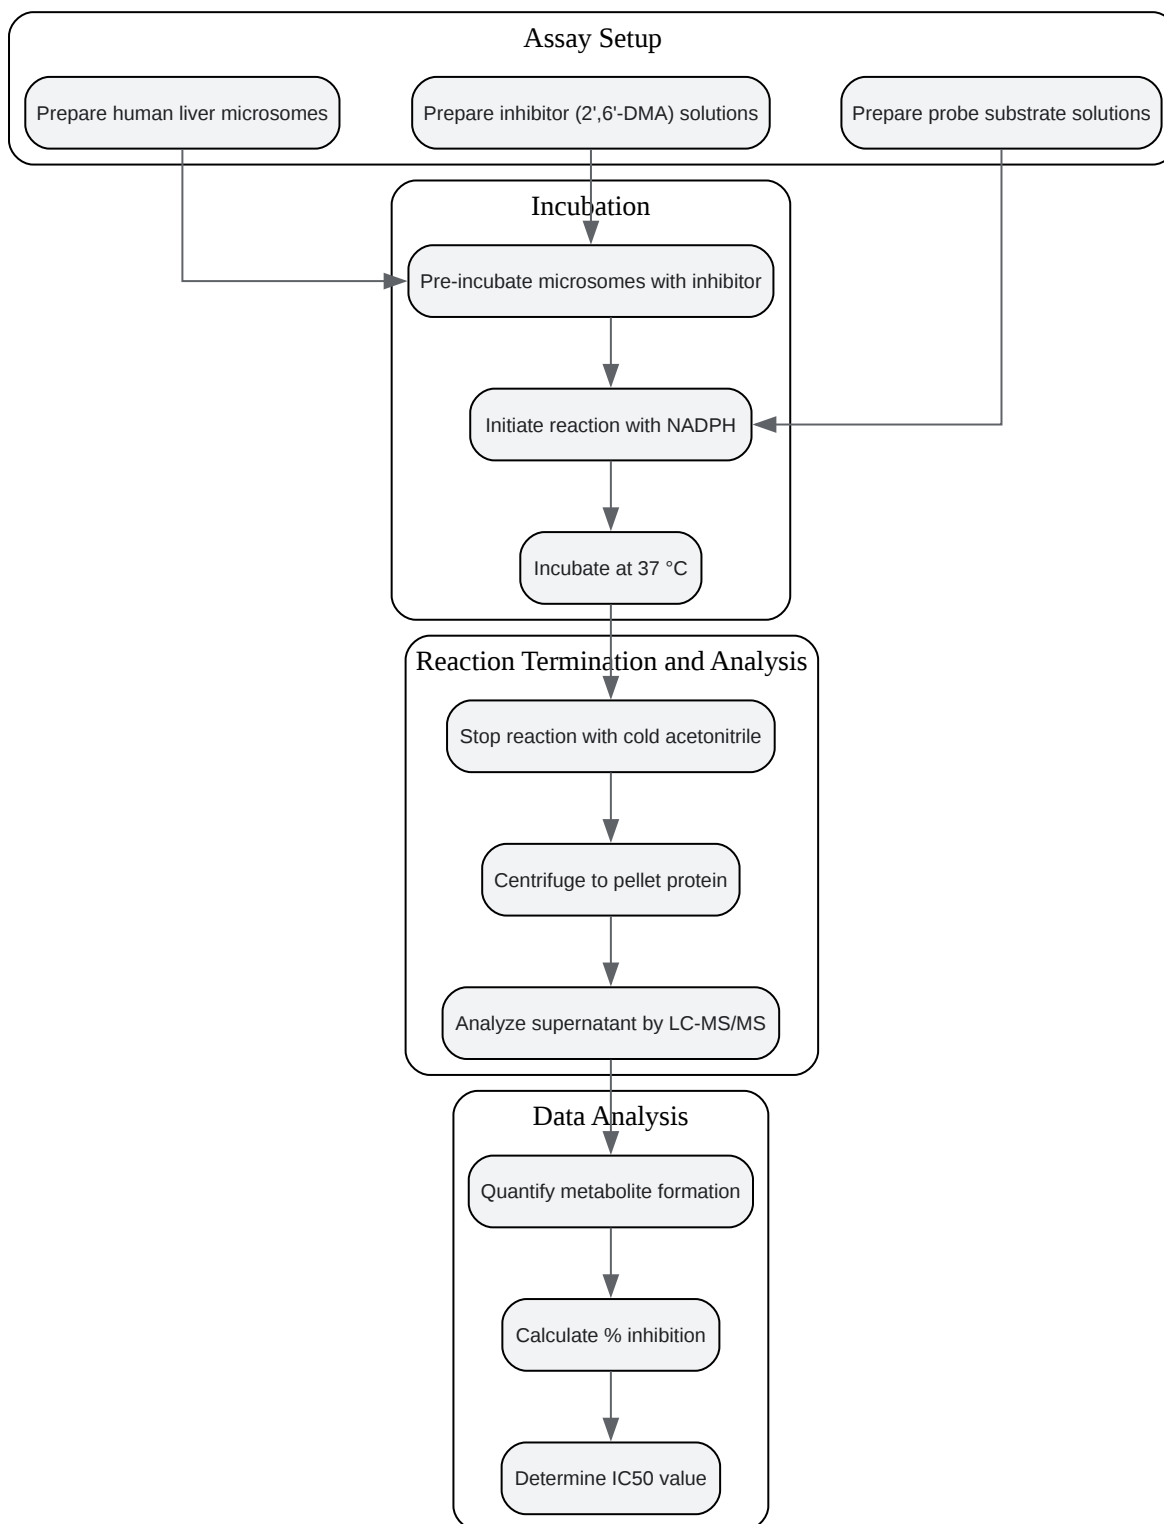 Assay Setup
Prepare human liver microsomes
Prepare inhibitor (2',6'-DMA) solutions
Prepare probe substrate solutions
Incubation
Pre-incubate microsomes with inhibitor
Initiate reaction with NADPH
Incubate at 37 °C
Reaction Termination and Analysis
Stop reaction with cold acetonitrile
Centrifuge to pellet protein
Analyze supernatant by LC-MS/MS
Data Analysis
Quantify metabolite formation
Calculate % inhibition
Determine IC50 value